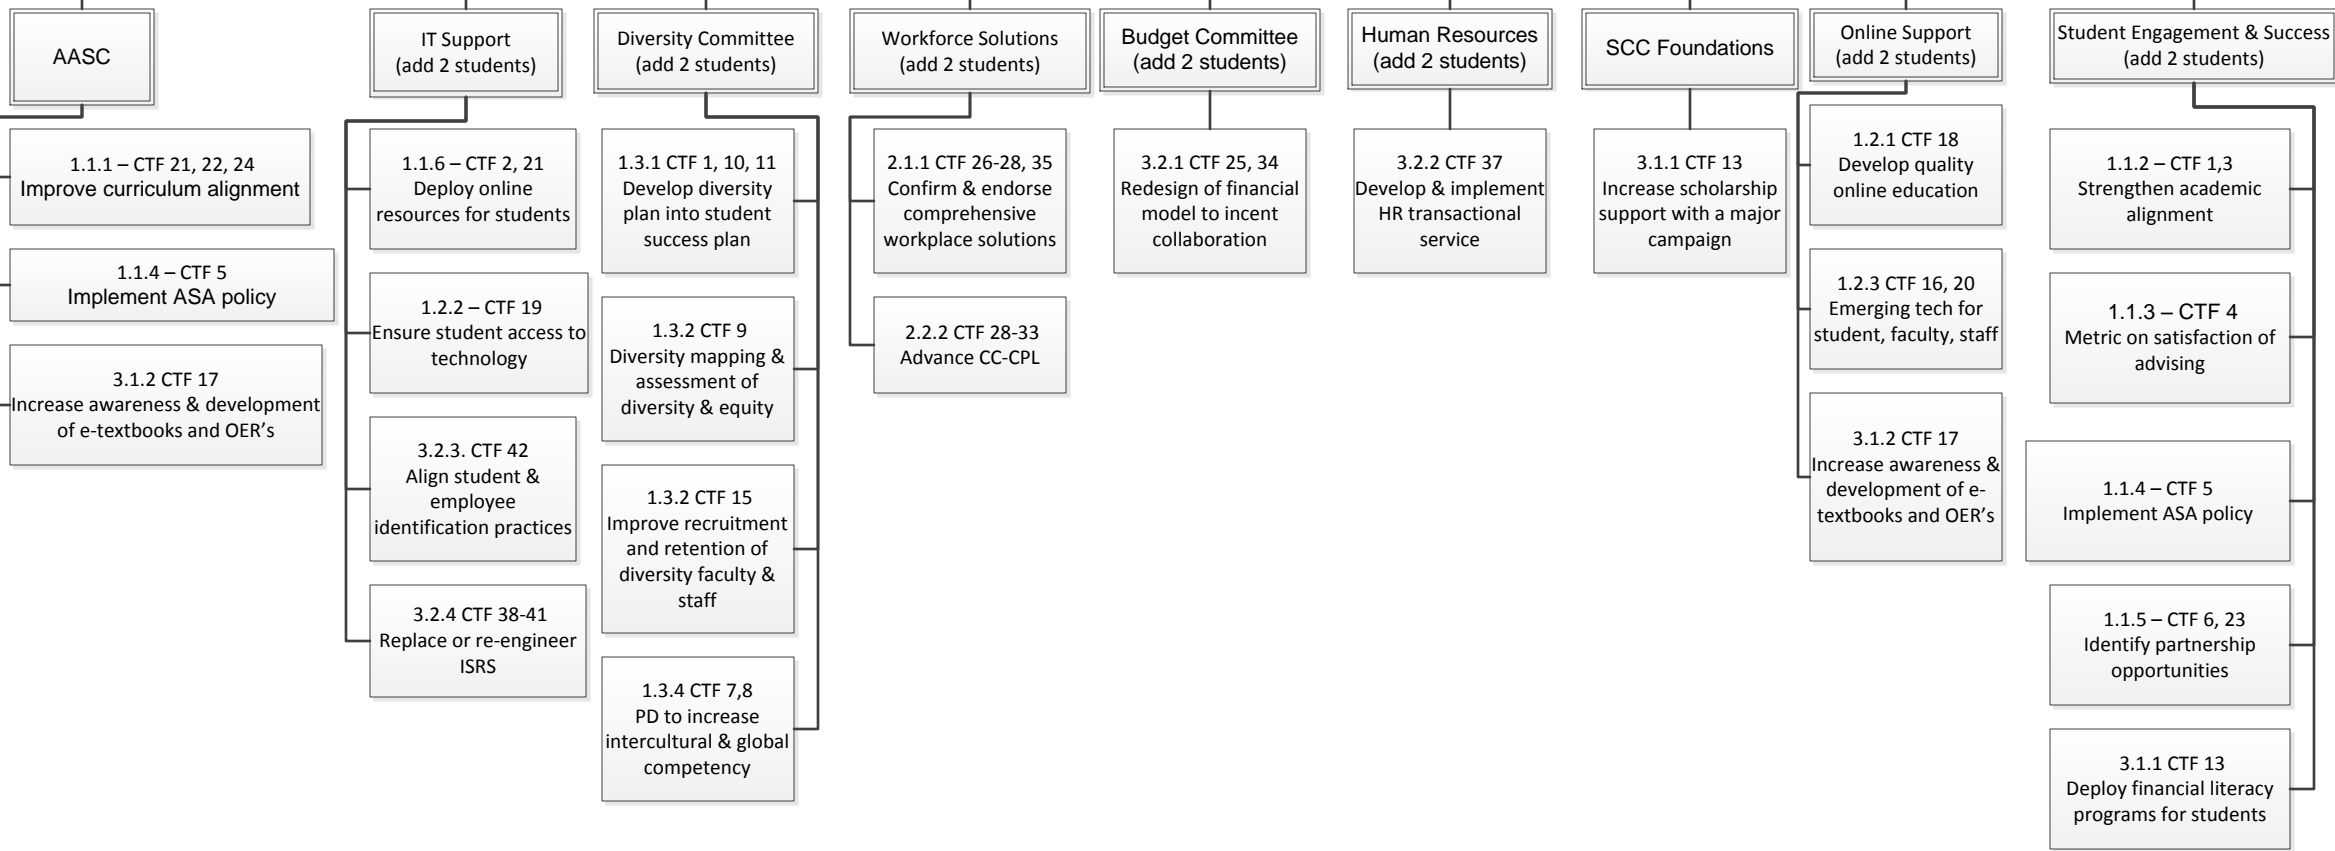 AASC
1.1.1 – CTF 21, 22, 24
Improve curriculum alignment
1.1.4 – CTF 5
Implement ASA policy
3.1.2 CTF 17
Increase awareness & development
of e-textbooks and OER's
IT Support
(add 2 students)
1.1.6 – CTF 2, 21
Deploy online
resources for students
1.2.2 – CTF 19
Ensure student access to
technology
3.2.3. CTF 42
Align student &
employee
identification practices
3.2.4 CTF 38-41
Replace or re-engineer
ISRS
Diversity Committee
(add 2 students)
1.3.1 CTF 1, 10, 11
Develop diversity
plan into student
success plan
1.3.2 CTF 9
Diversity mapping &
assessment of
diversity & equity
1.3.2 CTF 15
Improve recruitment
and retention of
diversity faculty &
staff
1.3.4 CTF 7,8
PD to increase
intercultural & global
competency
Workforce Solutions
(add 2 students)
2.1.1 CTF 26-28, 35
Confirm & endorse
comprehensive
workplace solutions
2.2.2 CTF 28-33
Advance CC-CPL
Budget Committee
(add 2 students)
3.2.1 CTF 25, 34
Redesign of financial
model to incent
collaboration
Human Resources
(add 2 students)
3.2.2 CTF 37
Develop & implement
HR transactional
service
SCC Foundations
3.1.1 CTF 13
Increase scholarship
support with a major
campaign
Online Support
(add 2 students)
1.2.1 CTF 18
Develop quality
online education
1.2.3 CTF 16, 20
Emerging tech for
student, faculty, staff
3.1.2 CTF 17
Increase awareness &
development of e-
textbooks and OER's
Student Engagement & Success
(add 2 students)
1.1.2 – CTF 1,3
Strengthen academic
alignment
1.1.3 – CTF 4
Metric on satisfaction of
advising
1.1.4 – CTF 5
Implement ASA policy
1.1.5 – CTF 6, 23
Identify partnership
opportunities
3.1.1 CTF 13
Deploy financial literacy
programs for students